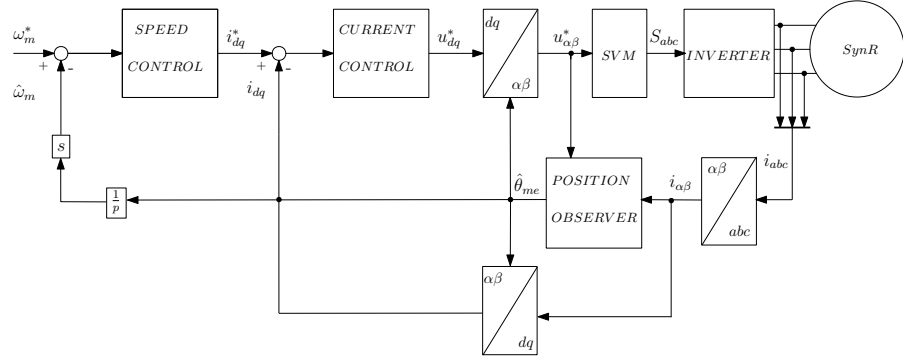 ω*m
+
-
ω̂m
SPEED
CONTROL
i*dq
+
-
idq
CURRENT
CONTROL
u*dq
dq
αβ
u*αβ
SVM
Sabc
INVERTER
SynR
iabc
s
1/p
θ̂me
POSITION
OBSERVER
iαβ
αβ
abc
αβ
dq